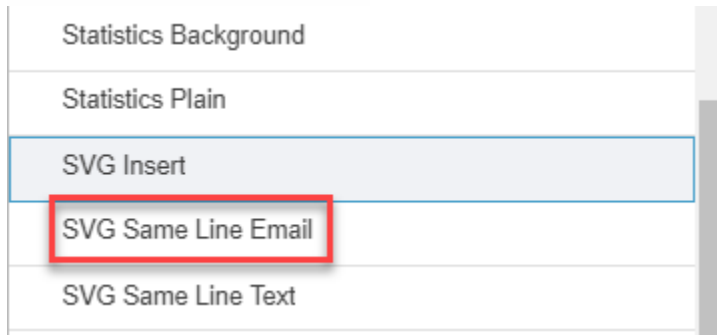 Statistics Background
Statistics Plain
SVG Insert
SVG Same Line Email
SVG Same Line Text